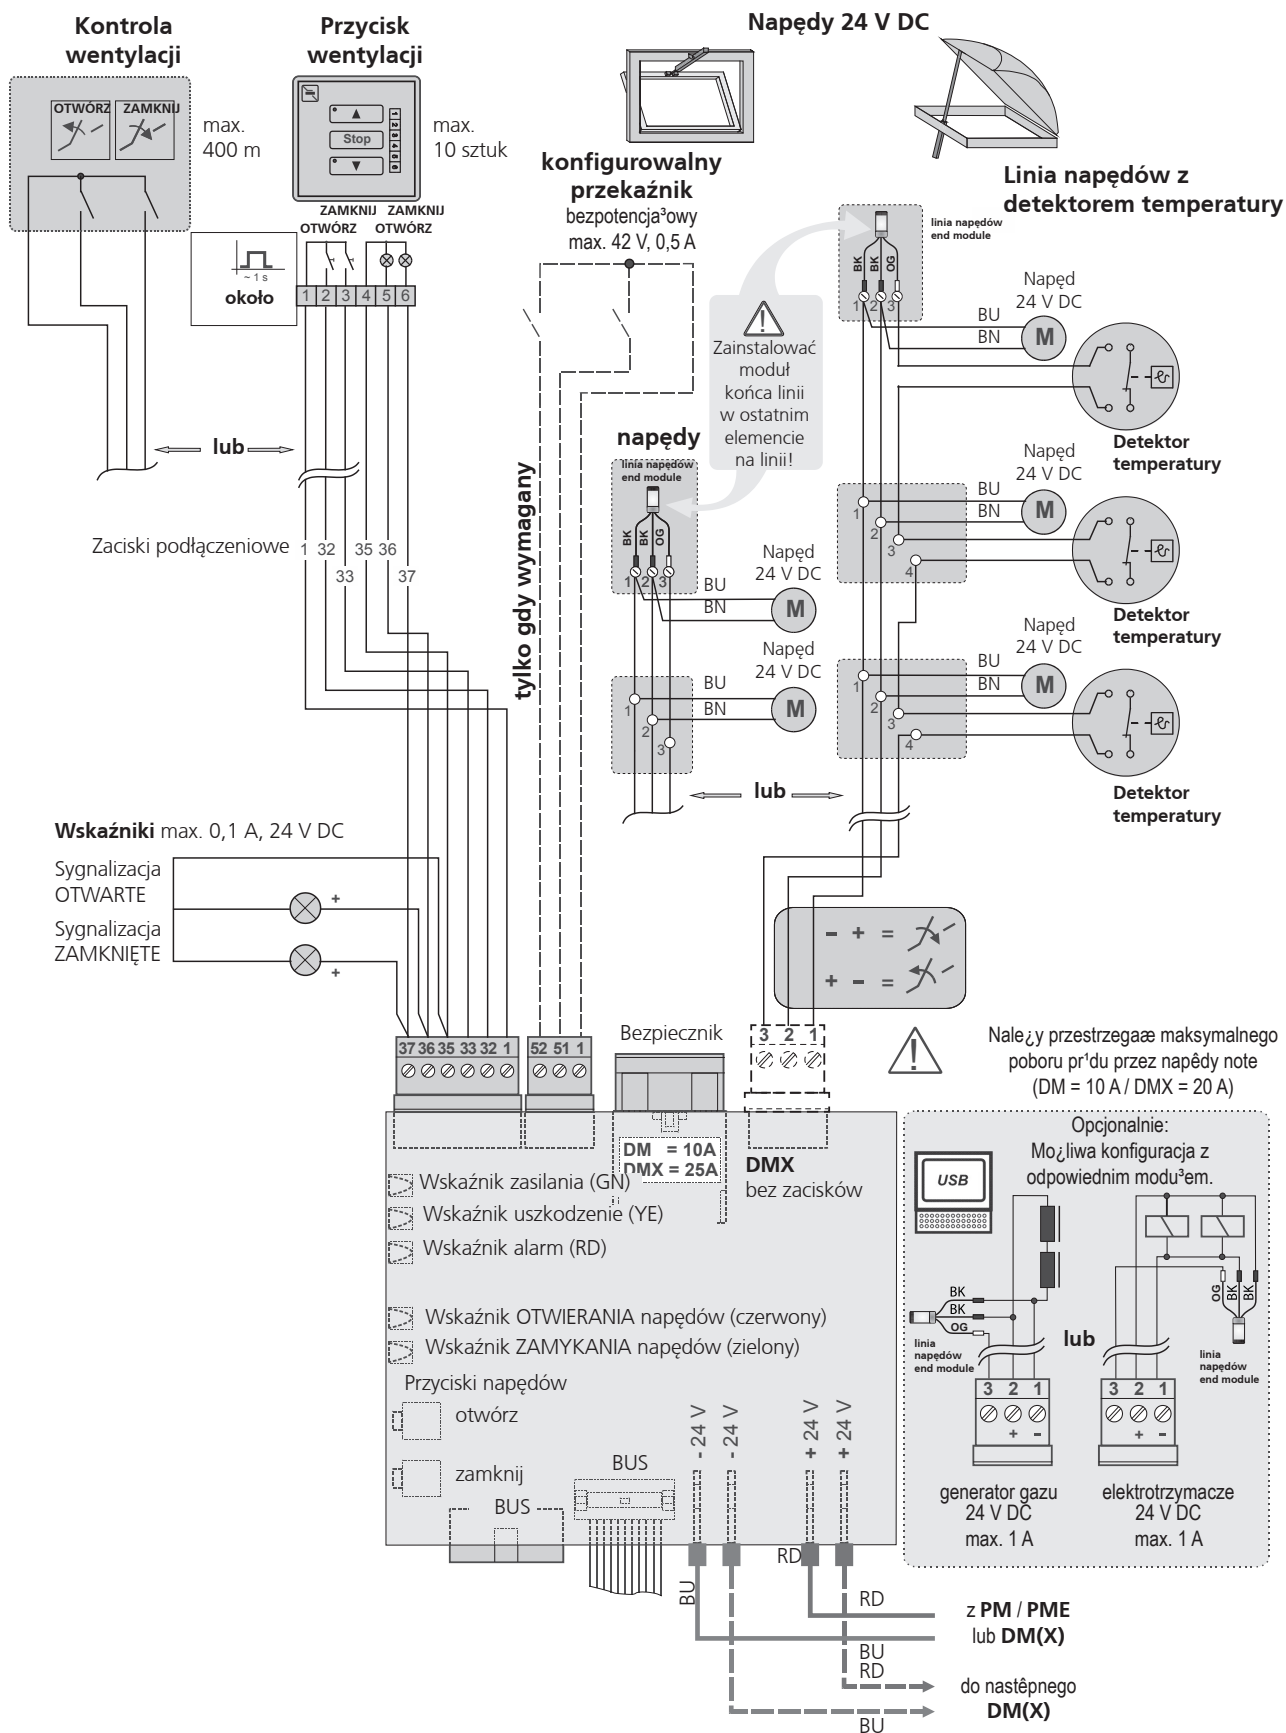 Kontrola
wentylacji
Przycisk
wentylacji
Napędy 24 V DC
OTWÓRZ ZAMKNIJ
max.
400 m
Stop
1
2
3
4
5
6
max.
10 sztuk
konfigurowalny
przekaźnik
bezpotencja³owy
max. 42 V, 0,5 A
Linia napędów z
detektorem temperatury
ZAMKNIJ ZAMKNIJ
OTWÓRZ OTWÓRZ
~ 1 s
około
1 2 3 4 5 6
linia napędów
end module
BK BK OG
1 2 3
Napęd
24 V DC
BU
BN
M
Detektor
temperatury
Zainstalować
moduł
końca linii
w ostatnim
elemencie
na linii!
lub
napędy
linia napędów
end module
BK BK OG
1 2 3
Napęd
24 V DC
BU
BN
M
Napęd
24 V DC
BU
BN
M
1
2
3
Napęd
24 V DC
BU
BN
M
1
2
3
4
Detektor
temperatury
Napęd
24 V DC
BU
BN
M
1
2
3
4
Detektor
temperatury
tylko gdy wymagany
Zaciski podłączeniowe 1 32 35 36
33 37
lub
Wskaźniki max. 0,1 A, 24 V DC
Sygnalizacja
OTWARTE
+
Sygnalizacja
ZAMKNIĘTE
+
- + =
+ - =
37 36 35 33 32 1
52 51 1
Bezpiecznik
3 2 1
Nale¿y przestrzegaæ maksymalnego
poboru pr¹du przez napêdy note
(DM = 10 A / DMX = 20 A)
DM = 10A
DMX = 25A
DMX
bez zacisków
Wskaźnik zasilania (GN)
Wskaźnik uszkodzenie (YE)
Wskaźnik alarm (RD)
Wskaźnik OTWIERANIA napędów (czerwony)
Wskaźnik ZAMYKANIA napędów (zielony)
Przyciski napędów
otwórz
zamknij
BUS
BUS
- 24 V
- 24 V
+ 24 V
+ 24 V
Opcjonalnie:
Mo¿liwa konfiguracja z
odpowiednim modu³em.
USB
BK
BK
OG
linia
napędów
end module
lub
OG BK BK
linia
napędów
end module
3 2 1
+ -
3 2 1
+ -
generator gazu
24 V DC
max. 1 A
elektrotrzymacze
24 V DC
max. 1 A
RD
BU
RD
z PM / PME
lub DM(X)
BU
RD
do nastêpnego
DM(X)
BU